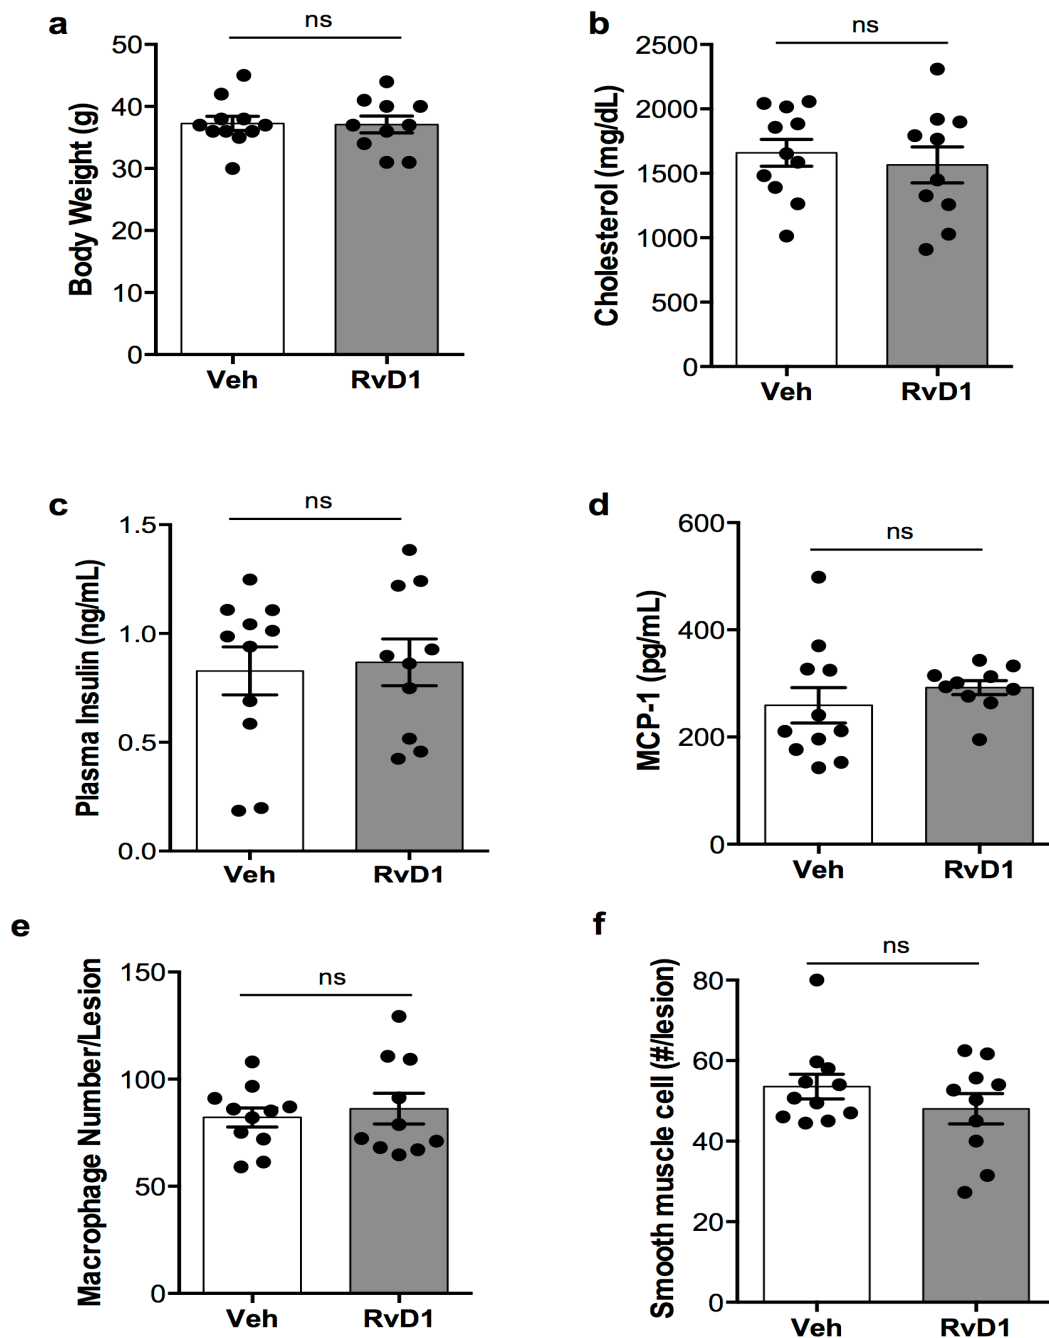 a
ns
Body Weight (g)
50
40
30
20
10
0
Veh
RvD1
b
ns
Cholesterol (mg/dL)
2500
2000
1500
1000
500
0
Veh
RvD1
c
ns
Plasma Insulin (ng/mL)
1.5
1.0
0.5
0.0
Veh
RvD1
d
ns
MCP-1 (pg/mL)
600
400
200
0
Veh
RvD1
e
ns
Macrophage Number/Lesion
150
100
50
0
Veh
RvD1
f
ns
Smooth muscle cell (#/lesion)
80
60
40
20
0
Veh
RvD1